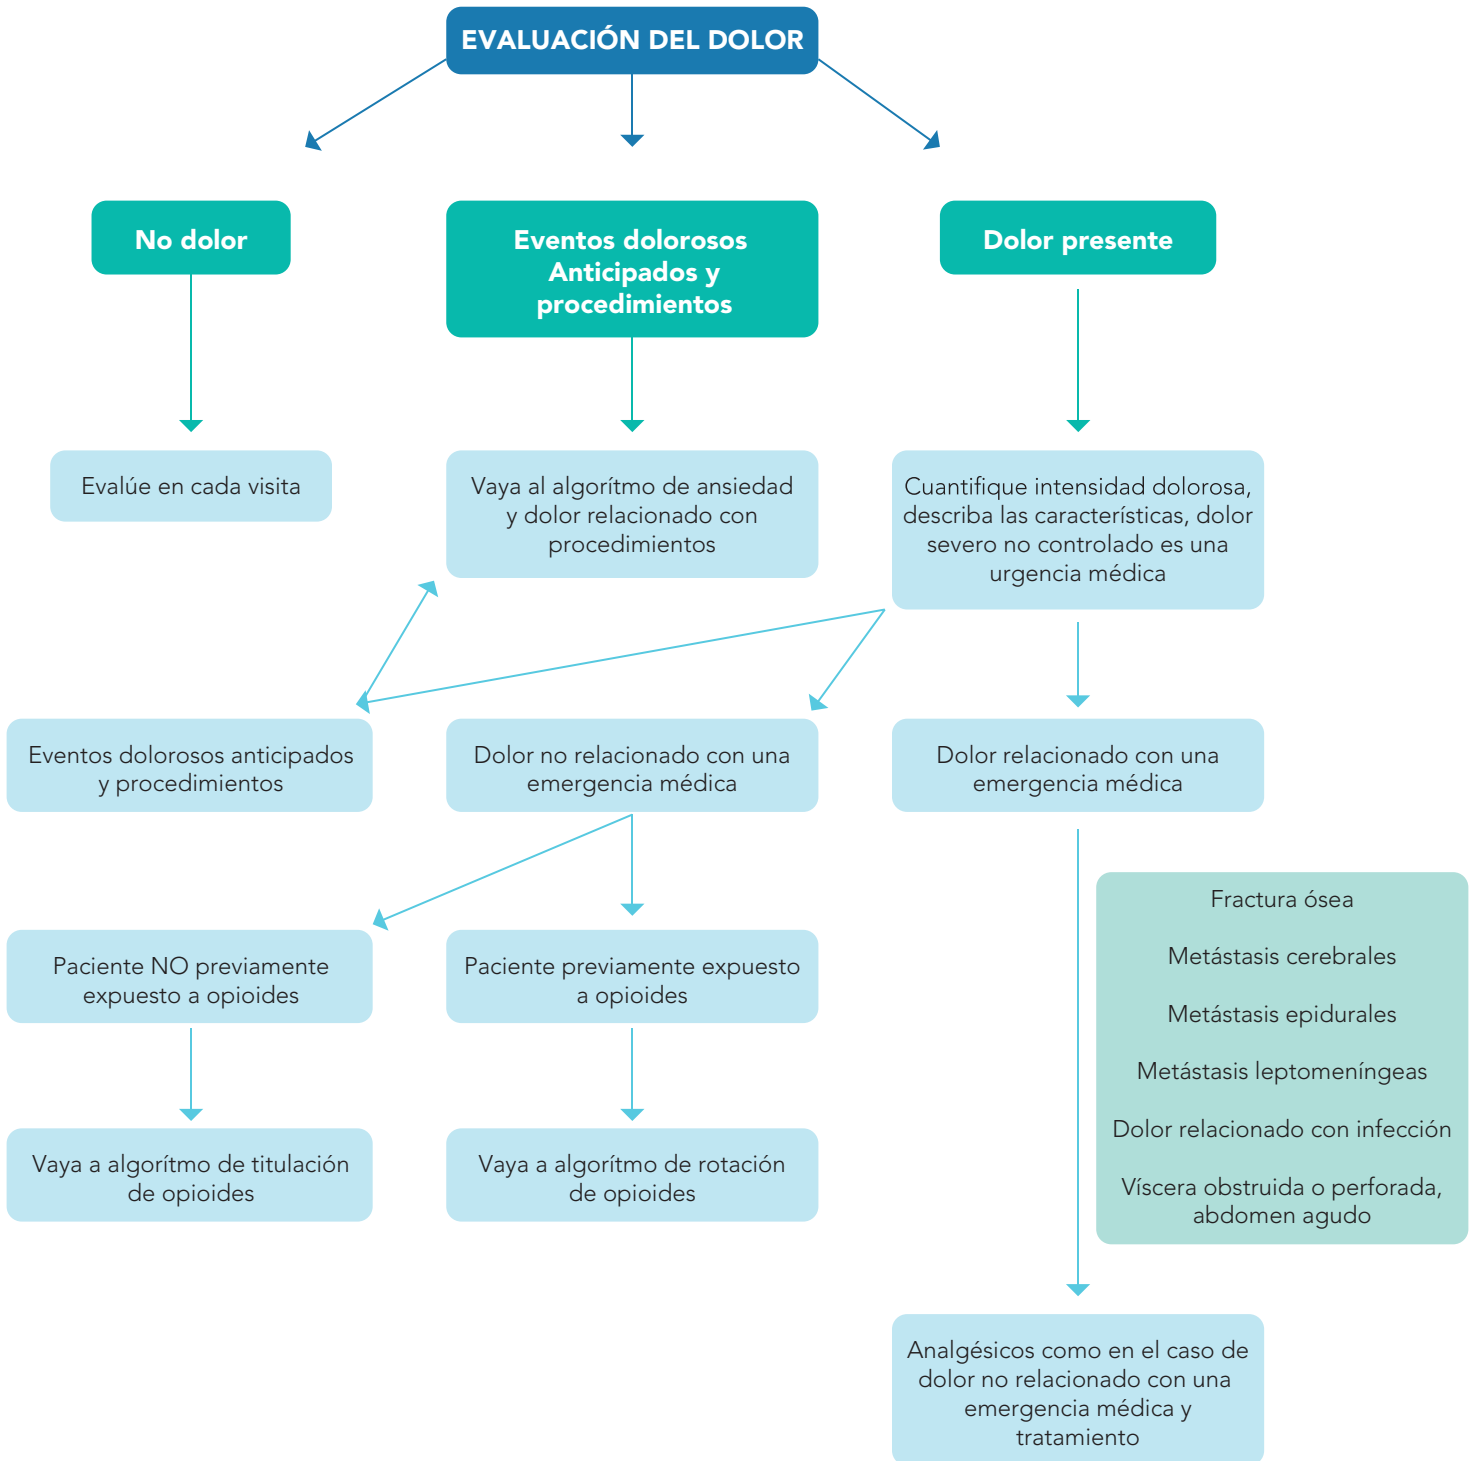 EVALUACIÓN DEL DOLOR
No dolor
Eventos dolorosos
Anticipados y
procedimientos
Dolor presente
Evalúe en cada visita
Vaya al algorítmo de ansiedad
y dolor relacionado con
procedimientos
Cuantifique intensidad dolorosa,
describa las características, dolor
severo no controlado es una
urgencia médica
Eventos dolorosos anticipados
y procedimientos
Dolor no relacionado con una
emergencia médica
Dolor relacionado con una
emergencia médica
Fractura ósea
Metástasis cerebrales
Metástasis epidurales
Metástasis leptomeníngeas
Dolor relacionado con infección
Víscera obstruida o perforada,
abdomen agudo
Paciente NO previamente
expuesto a opioides
Paciente previamente expuesto
a opioides
Vaya a algorítmo de titulación
de opioides
Vaya a algorítmo de rotación
de opioides
Analgésicos como en el caso de
dolor no relacionado con una
emergencia médica y
tratamiento